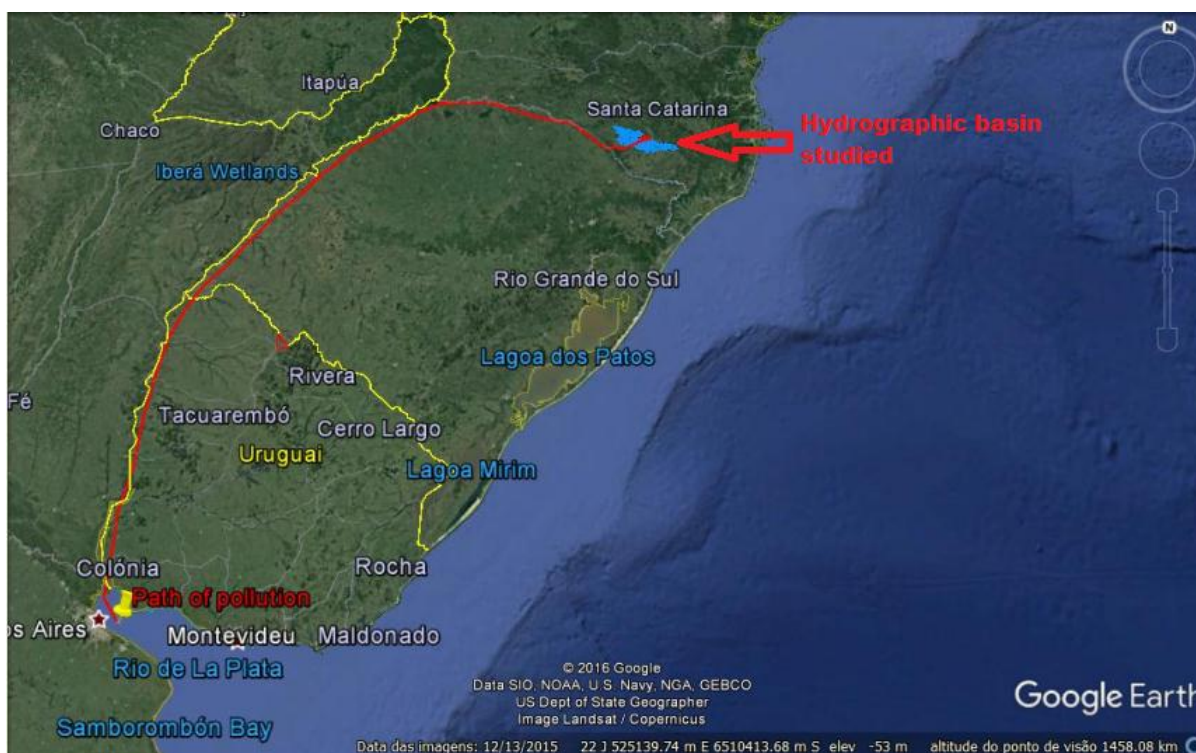 N
Itapúa
Santa Catarina
Chaco
Hydrographic basin
studied
Iberá Wetlands
Rio Grande do Sul
Lagoa dos Patos
Rivera
Fé
Tacuarembó
Cerro Largo
Uruguai
Lagoa Mirim
Colónia
Rocha
Path of pollution
os Aires
Montevideu
Maldonado
Rio de La Plata
© 2016 Google
Data SIO, NOAA, U.S. Navy, NGA, GEBCO
US Dept of State Geographer
Image Landsat / Copernicus
Google Earth
Samborombón Bay
Data das imagens: 12/13/2015 22 J 525139.74 m E 6510413.68 m S elev -53 m altitude do ponto de visão 1458.08 km